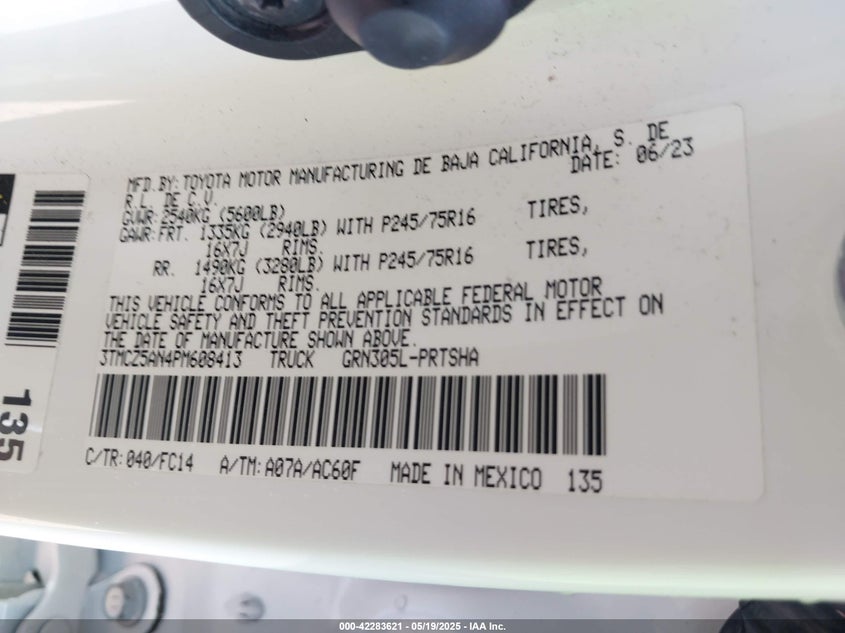 MFD.BY:TOYOTA MOTOR MANUFACTURING DE BAJA CALIFORNIA, S. DE
R.L. DE C.V. DATE: 06/23
GVWR:2540KG (5600LB)
GAWR:FRT. 1335KG (2940LB) WITH P245/75R16 TIRES,
16X7J RIMS.
RR. 1490KG (3280LB) WITH P245/75R16 TIRES,
16X7J RIMS.
THIS VEHICLE CONFORMS TO ALL APPLICABLE FEDERAL MOTOR
VEHICLE SAFETY AND THEFT PREVENTION STANDARDS IN EFFECT ON
THE DATE OF MANUFACTURE SHOWN ABOVE.
3TMCZ5AN4PM608413 TRUCK GRN305L-PRTSHA
C/TR:040/FC14 A/TM:A07A/AC60F MADE IN MEXICO 135
135
000-42283621 | 05/19/2025 | IAA Inc.